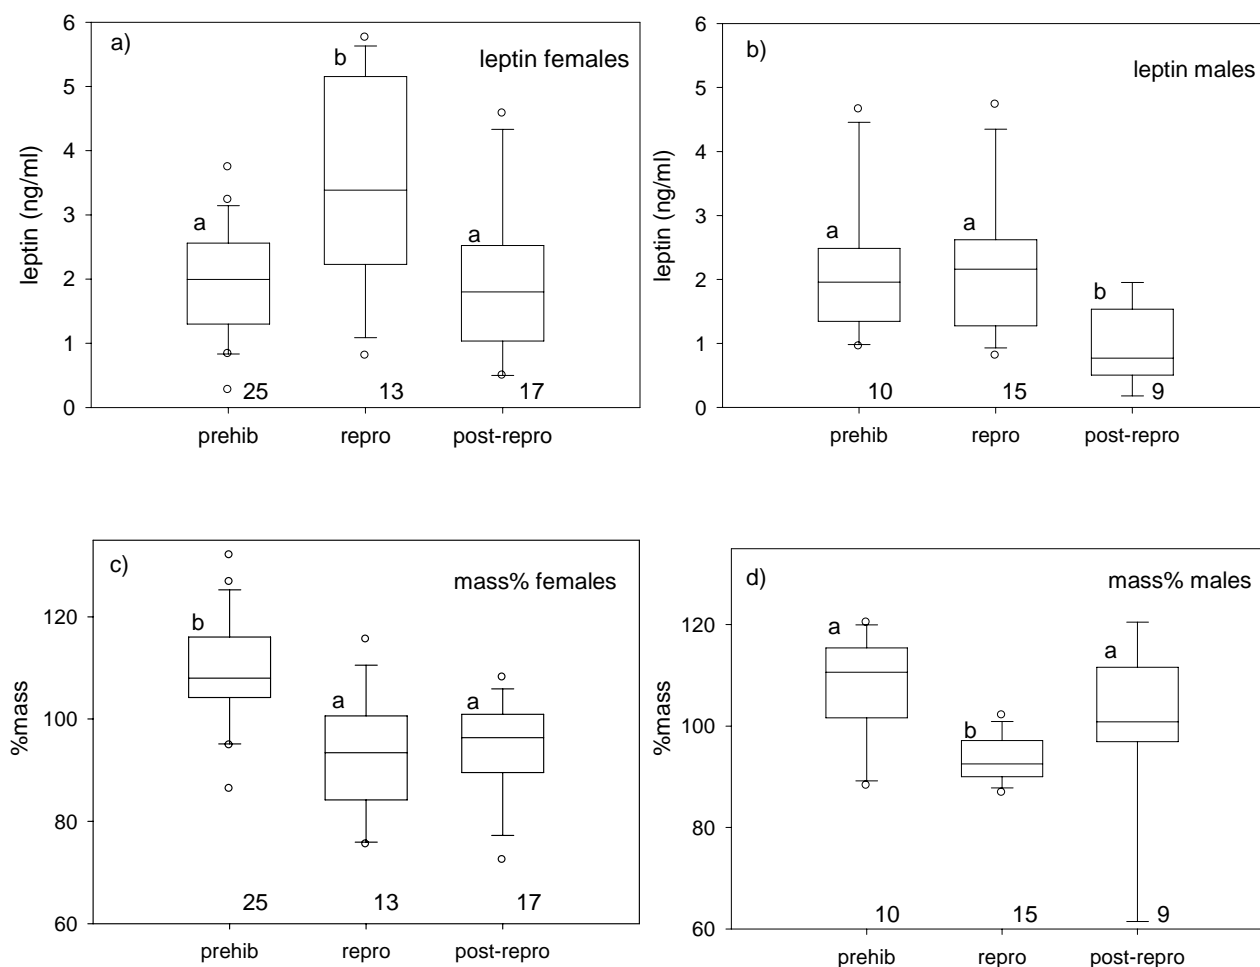 a)
leptin females
leptin (ng/ml)
6
5
4
3
2
1
0
a
b
a
25
13
17
prehib
repro
post-repro
b)
leptin males
leptin (ng/ml)
6
5
4
3
2
1
0
a
a
b
10
15
9
prehib
repro
post-repro
c)
mass% females
%mass
120
100
80
60
b
a
a
25
13
17
prehib
repro
post-repro
d)
mass% males
%mass
120
100
80
60
a
b
a
10
15
9
prehib
repro
post-repro